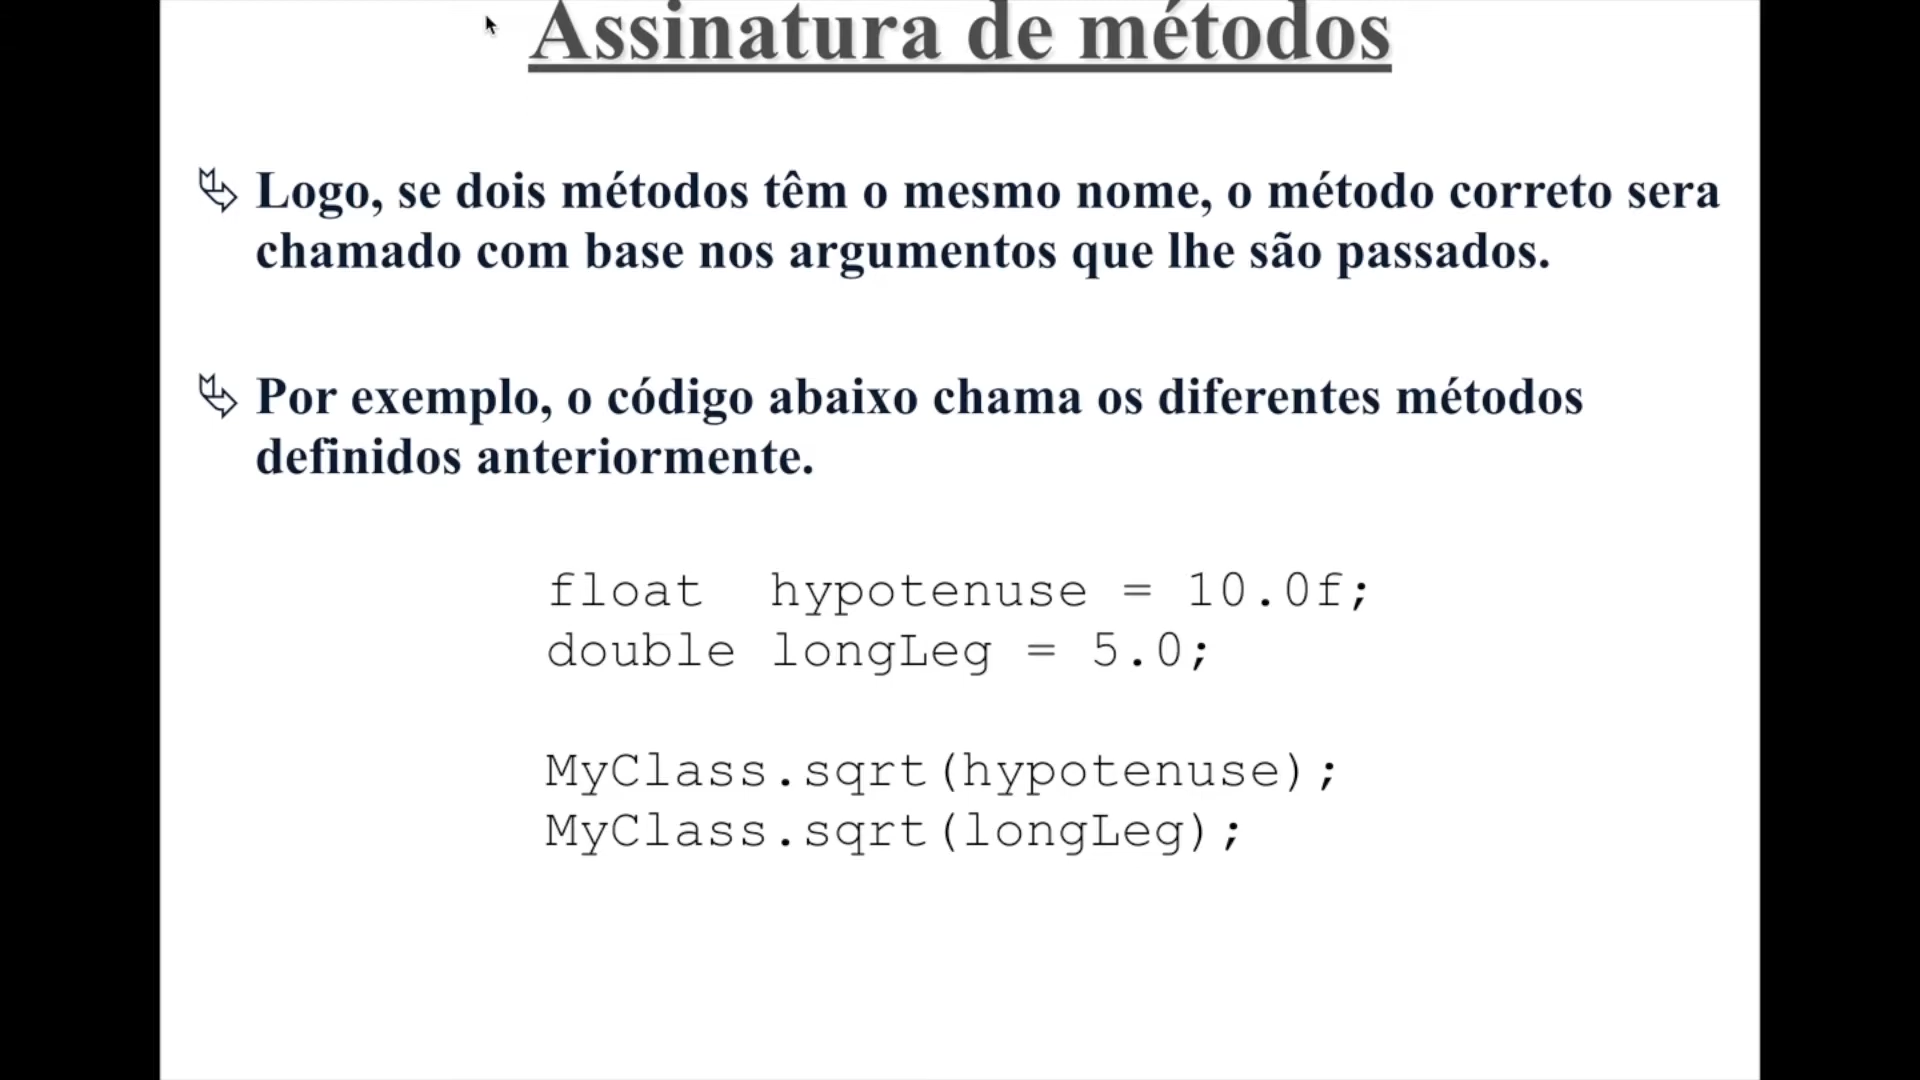 Assinatura de métodos
Logo, se dois métodos têm o mesmo nome, o método correto sera
chamado com base nos argumentos que lhe são passados.
Por exemplo, o código abaixo chama os diferentes métodos
definidos anteriormente.
float  hypotenuse = 10.0f;
double longLeg = 5.0;
MyClass.sqrt(hypotenuse);
MyClass.sqrt(longLeg);